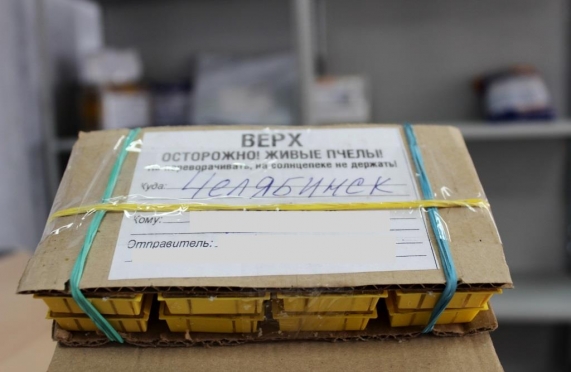 ВЕРХ
ОСТОРОЖНО! ЖИВЫЕ ПЧЕЛЫ!
Не переворачивать, на солнцепеке не держать!
Куда: Челябинск
Кому:
Отправитель: